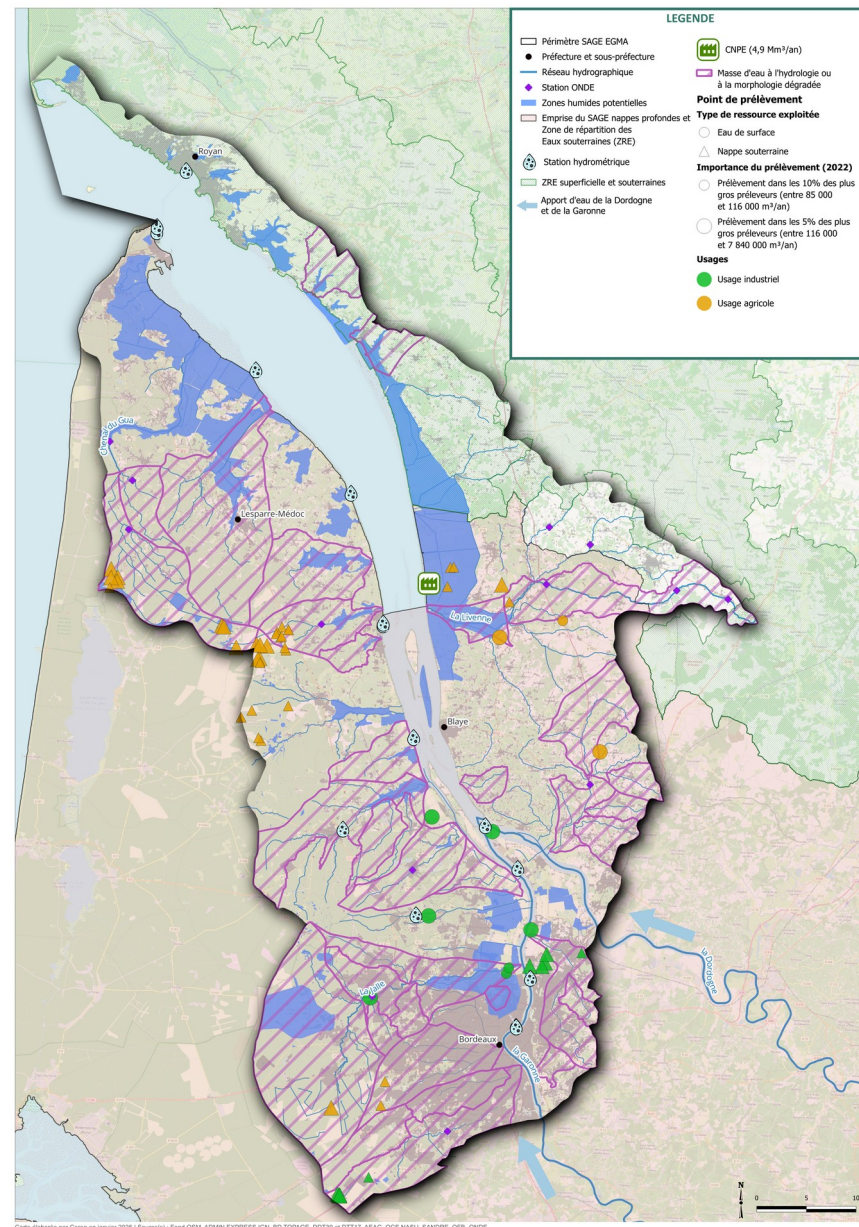 LEGENDE
Périmètre SAGE EGMA
Préfecture et sous-préfecture
Réseau hydrographique
Station ONDE
Zones humides potentielles
Emprise du SAGE nappes profondes et
Zone de répartition des
Eaux souterraines (ZRE)
Station hydrométrique
ZRE superficielle et souterraines
Apport d'eau de la Dordogne
et de la Garonne
CNPE (4,9 Mm³/an)
Masse d'eau à l'hydrologie ou
à la morphologie dégradée
Point de prélèvement
Type de ressource exploitée
Eau de surface
Nappe souterraine
Importance du prélèvement (2022)
Prélèvement dans les 10% des plus
gros préleveurs (entre 85 000
et 116 000 m³/an)
Prélèvement dans les 5% des plus
gros préleveurs (entre 116 000
et 7 840 000 m³/an)
Usages
Usage industriel
Usage agricole
Royan
Chenal du Gua
Lesparre-Médoc
La Livenne
Blaye
la Dordogne
La Jalle
Bordeaux
la Garonne
N
0 5 10